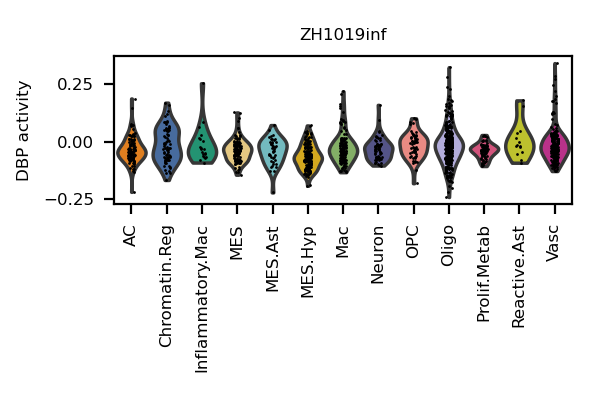 ZH1019inf
DBP activity
0.25
0.00
−0.25
AC
Chromatin.Reg
Inflammatory.Mac
MES
MES.Ast
MES.Hyp
Mac
Neuron
OPC
Oligo
Prolif.Metab
Reactive.Ast
Vasc